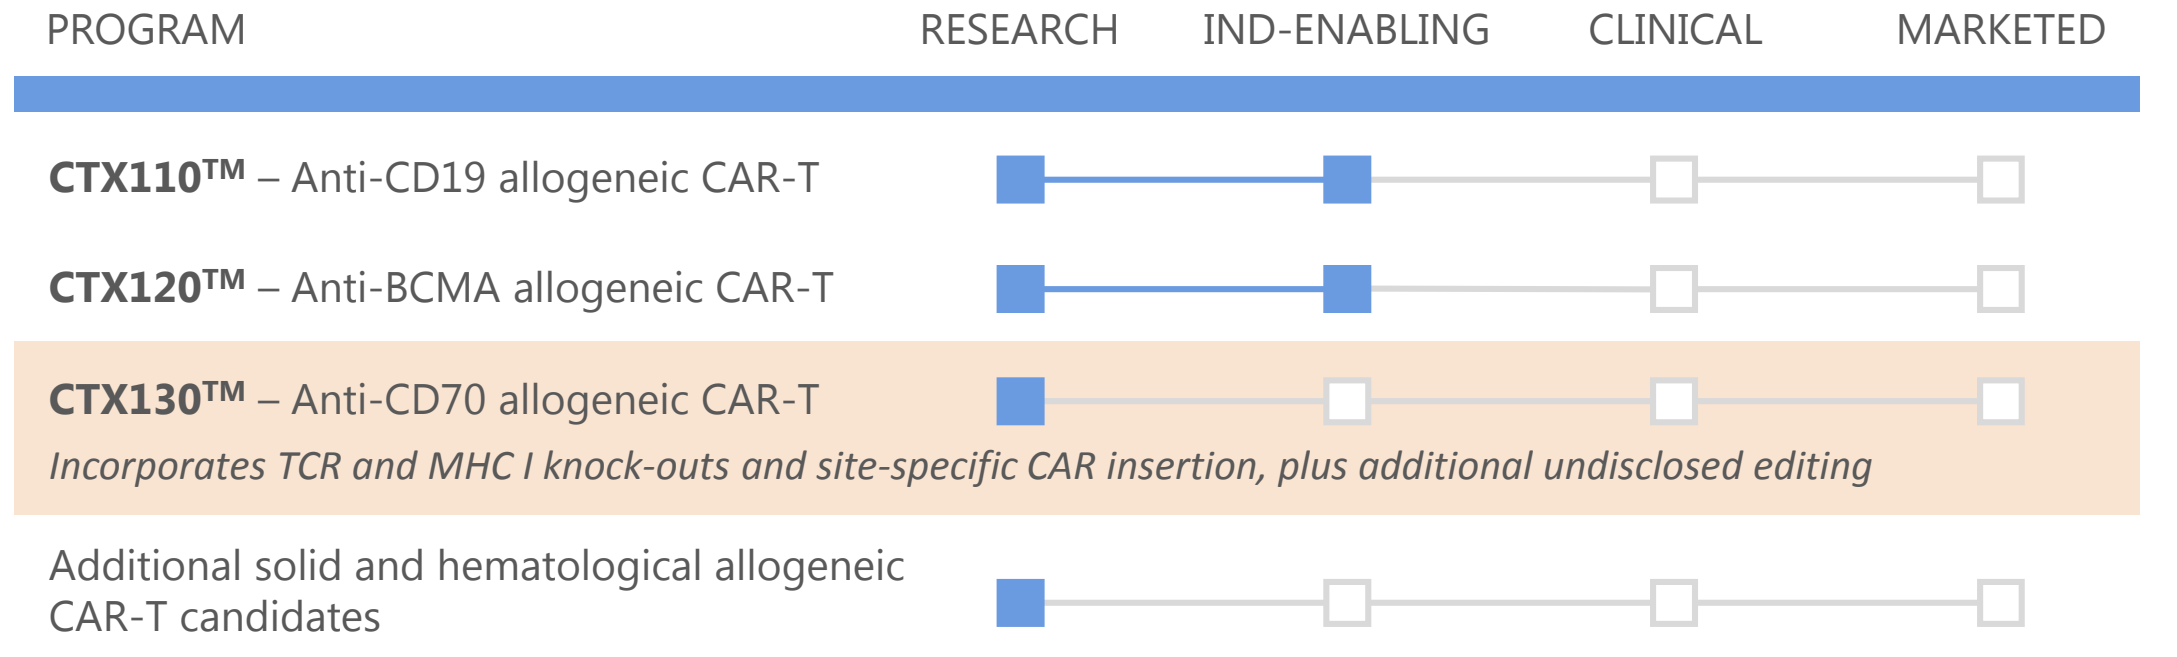 PROGRAM RESEARCH IND-ENABLING CLINICAL MARKETED
CTX110™ – Anti-CD19 allogeneic CAR-T
CTX120™ – Anti-BCMA allogeneic CAR-T
CTX130™ – Anti-CD70 allogeneic CAR-T
Incorporates TCR and MHC I knock-outs and site-specific CAR insertion, plus additional undisclosed editing
Additional solid and hematological allogeneic
CAR-T candidates